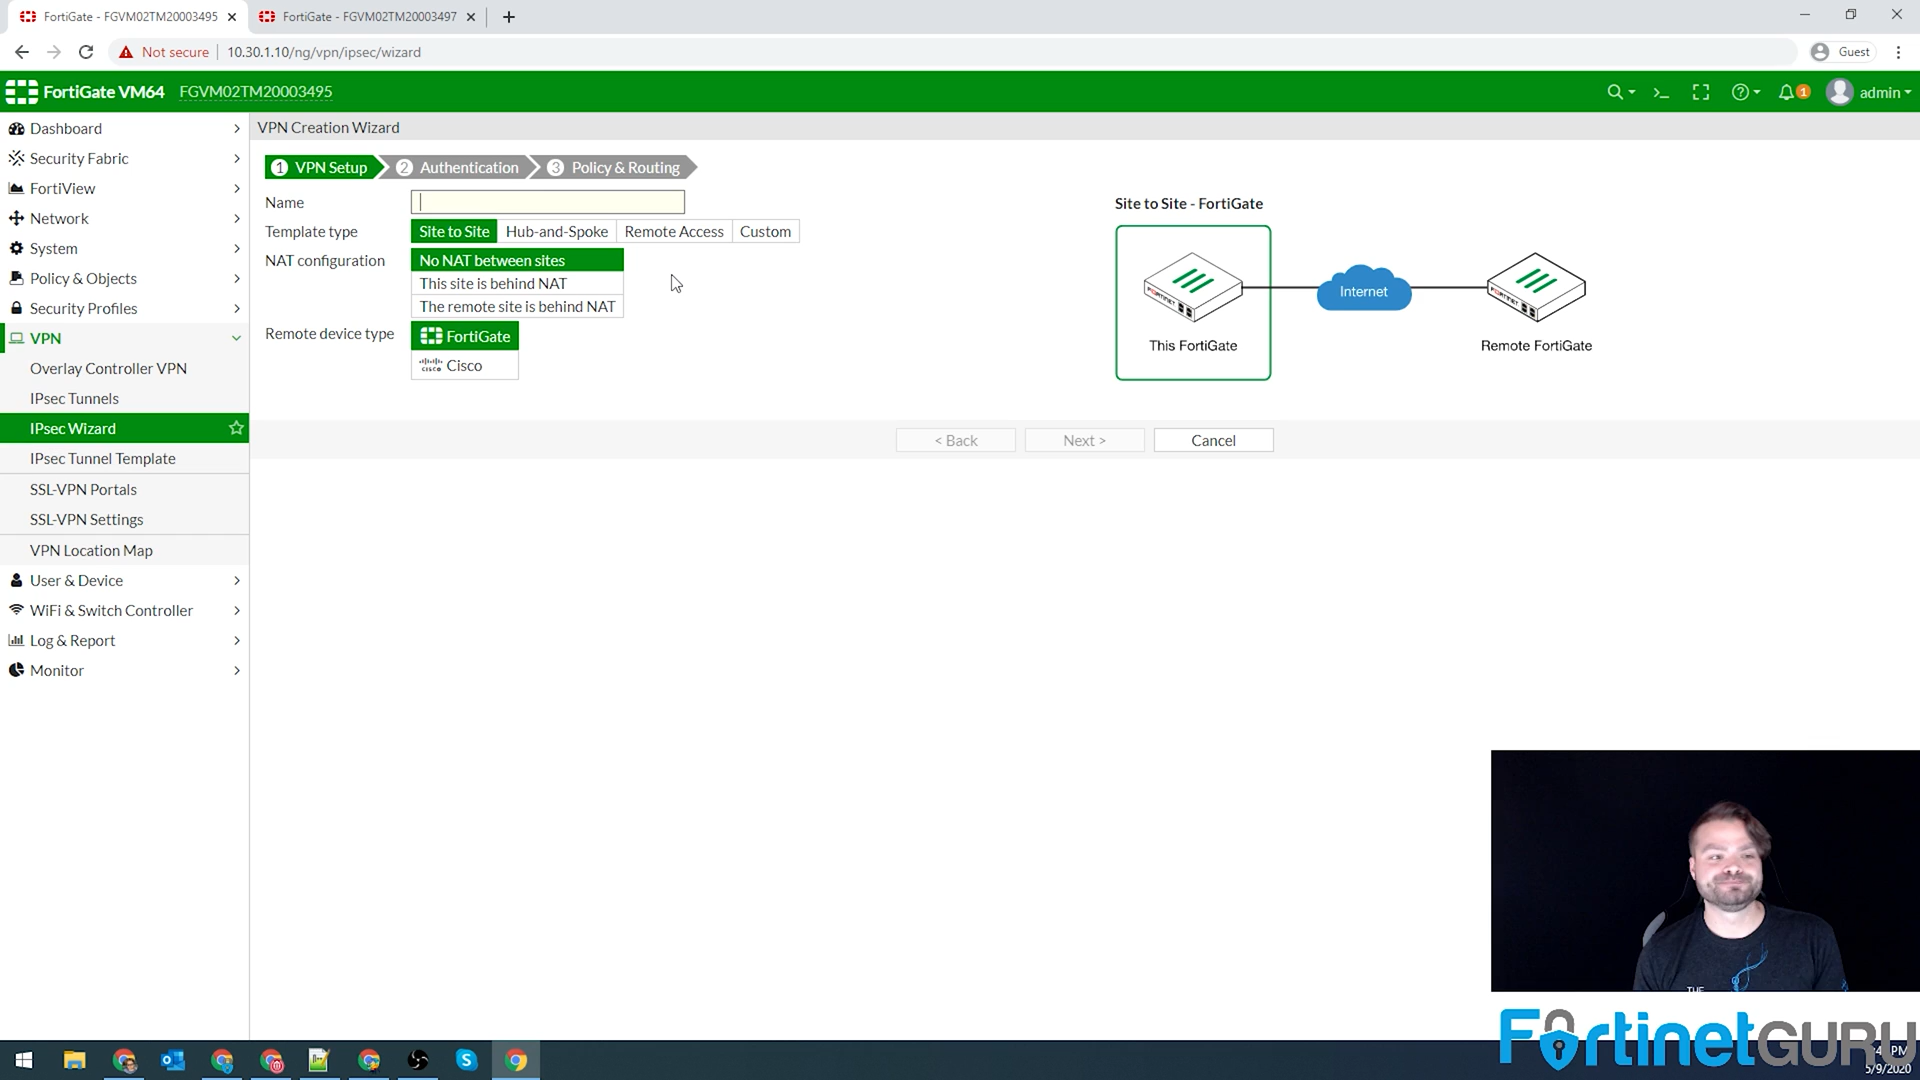 FortiGate - FGVM02TM20003495
FortiGate - FGVM02TM20003497
Not secure
10.30.1.10/ng/vpn/ipsec/wizard
Guest
FortiGate VM64 FGVM02TM20003495
1
admin
Dashboard
Security Fabric
FortiView
Network
System
Policy & Objects
Security Profiles
VPN
Overlay Controller VPN
IPsec Tunnels
IPsec Wizard
IPsec Tunnel Template
SSL-VPN Portals
SSL-VPN Settings
VPN Location Map
User & Device
WiFi & Switch Controller
Log & Report
Monitor
VPN Creation Wizard
1 VPN Setup 2 Authentication 3 Policy & Routing
Name
Template type Site to Site Hub-and-Spoke Remote Access Custom
NAT configuration No NAT between sites
This site is behind NAT
The remote site is behind NAT
Remote device type FortiGate
CISCO Cisco
Site to Site - FortiGate
FORTINET
Internet
FORTINET
This FortiGate
Remote FortiGate
< Back Next > Cancel
THE
FortinetGURU
PM
5/9/2020